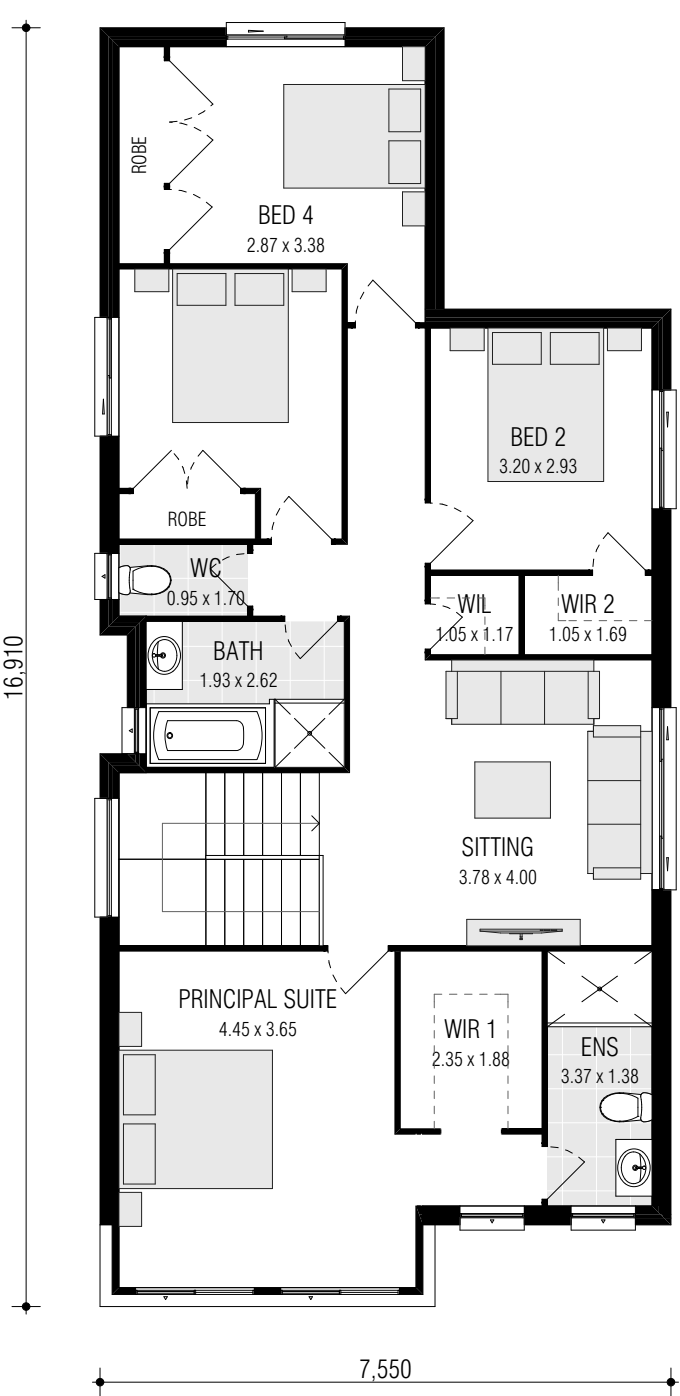 ROBE
BED 4
2.87 x 3.38
BED 2
3.20 x 2.93
ROBE
WC
0.95 x 1.70
WIL
1.05 x 1.17
WIR 2
1.05 x 1.69
BATH
1.93 x 2.62
16,910
SITTING
3.78 x 4.00
PRINCIPAL SUITE
4.45 x 3.65
WIR 1
2.35 x 1.88
ENS
3.37 x 1.38
7,550